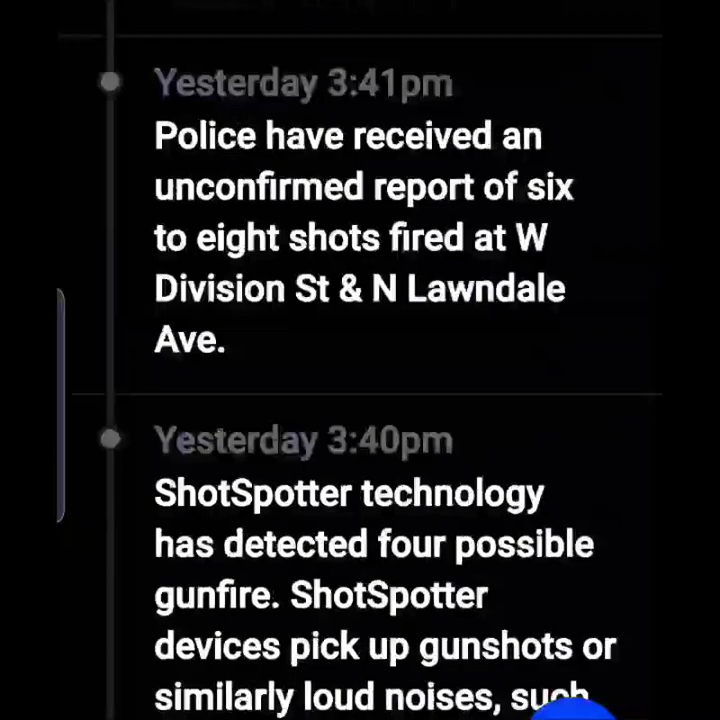 Yesterday 3:41pm
Police have received an
unconfirmed report of six
to eight shots fired at W
Division St & N Lawndale
Ave.
Yesterday 3:40pm
ShotSpotter technology
has detected four possible
gunfire. ShotSpotter
devices pick up gunshots or
similarly loud noises, such